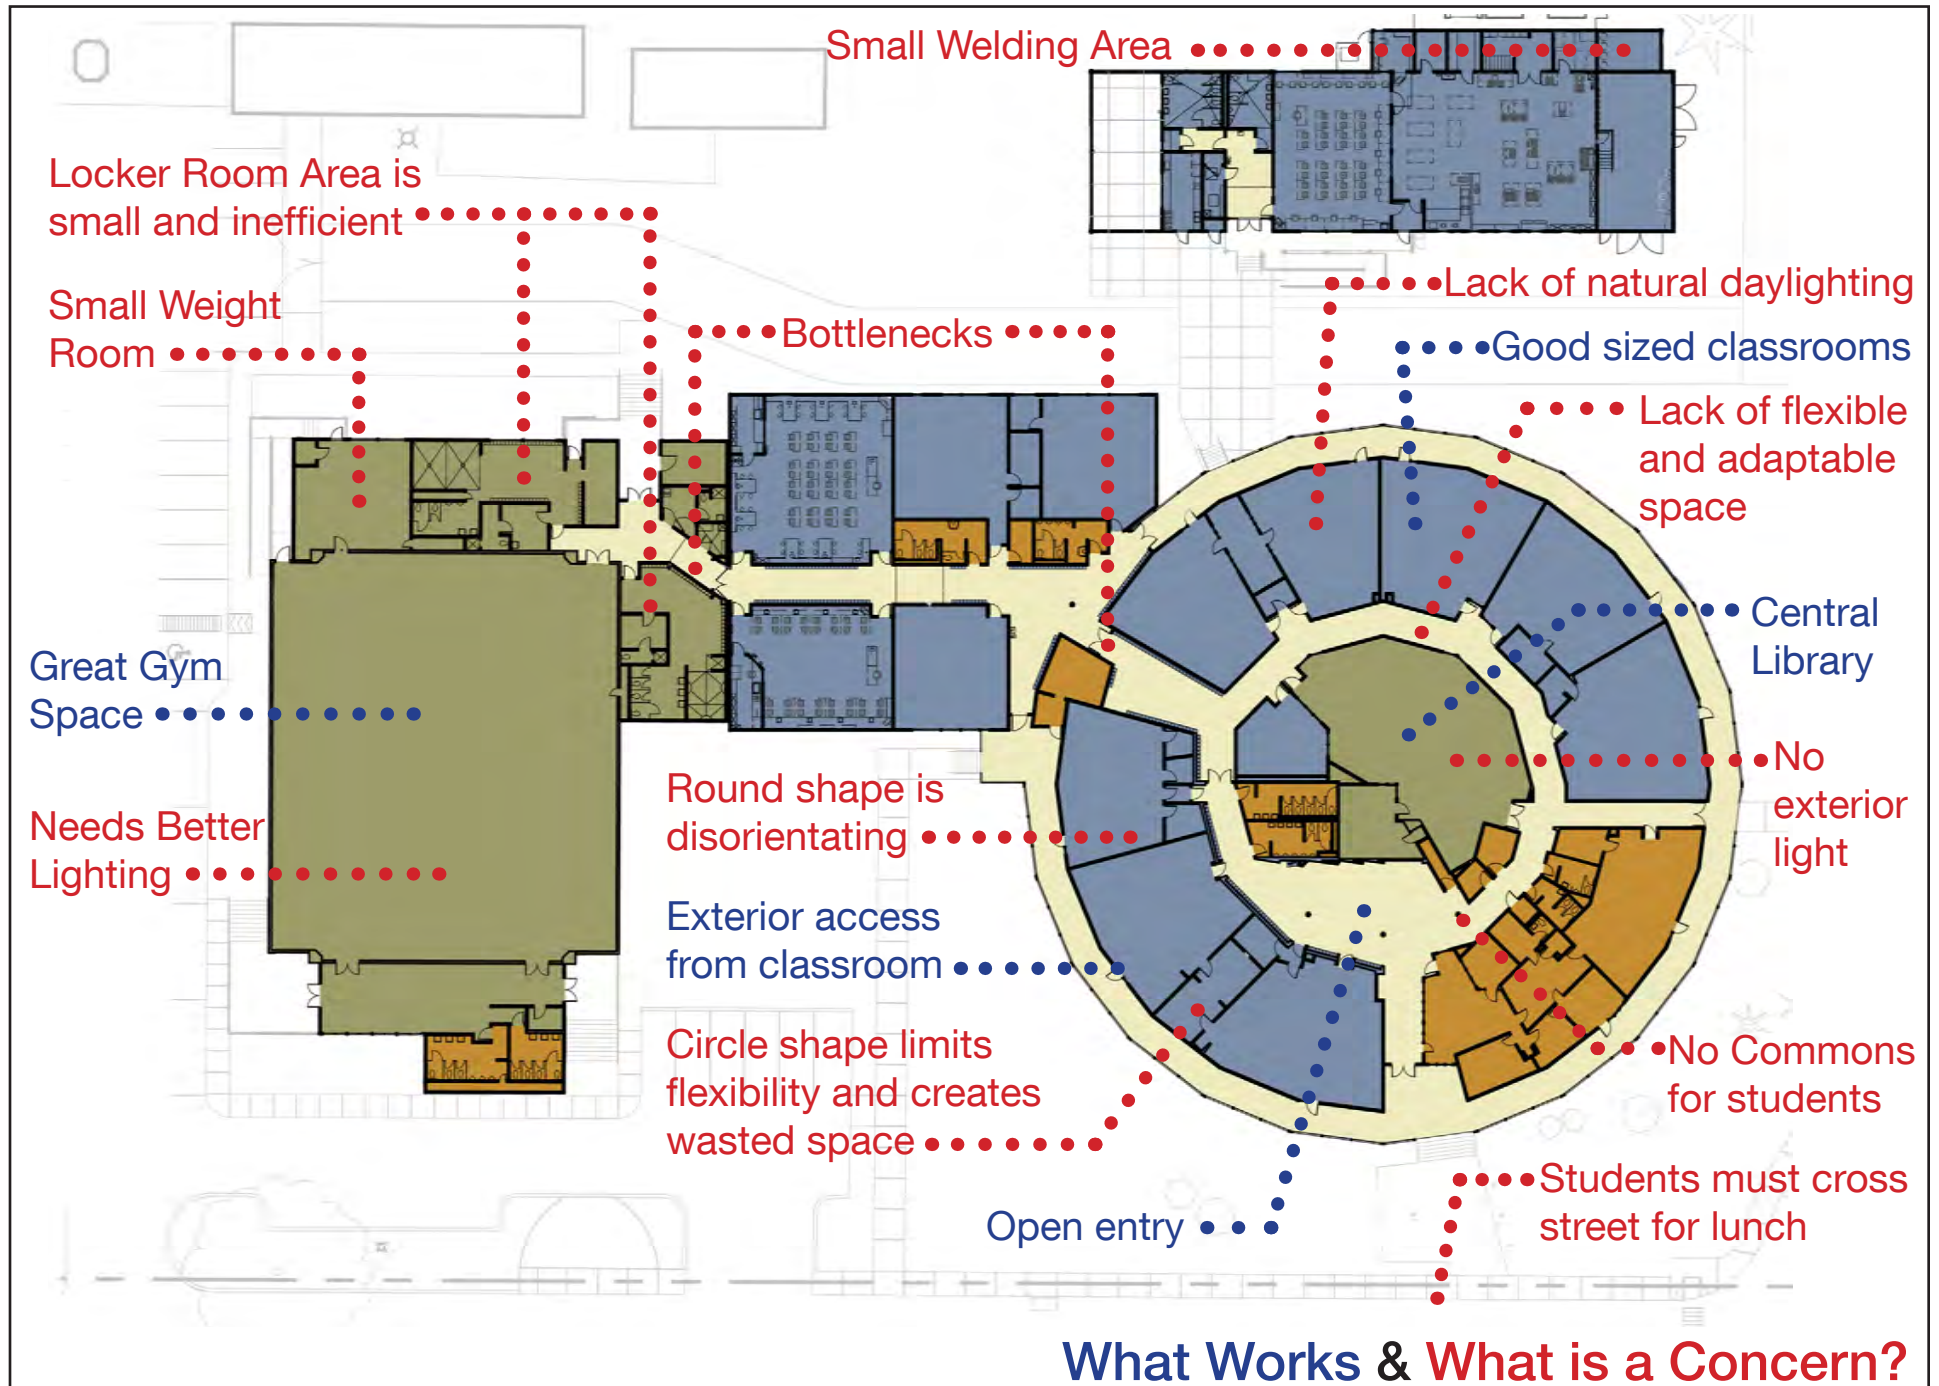 Small Welding Area
Locker Room Area is
small and inefficient
Small Weight
Room
Bottlenecks
Lack of natural daylighting
Good sized classrooms
Lack of flexible
and adaptable
space
Central
Library
Great Gym
Space
Needs Better
Lighting
Round shape is
disorientating
No
exterior
light
Exterior access
from classroom
Circle shape limits
flexibility and creates
wasted space
No Commons
for students
Open entry
Students must cross
street for lunch
What Works & What is a Concern?